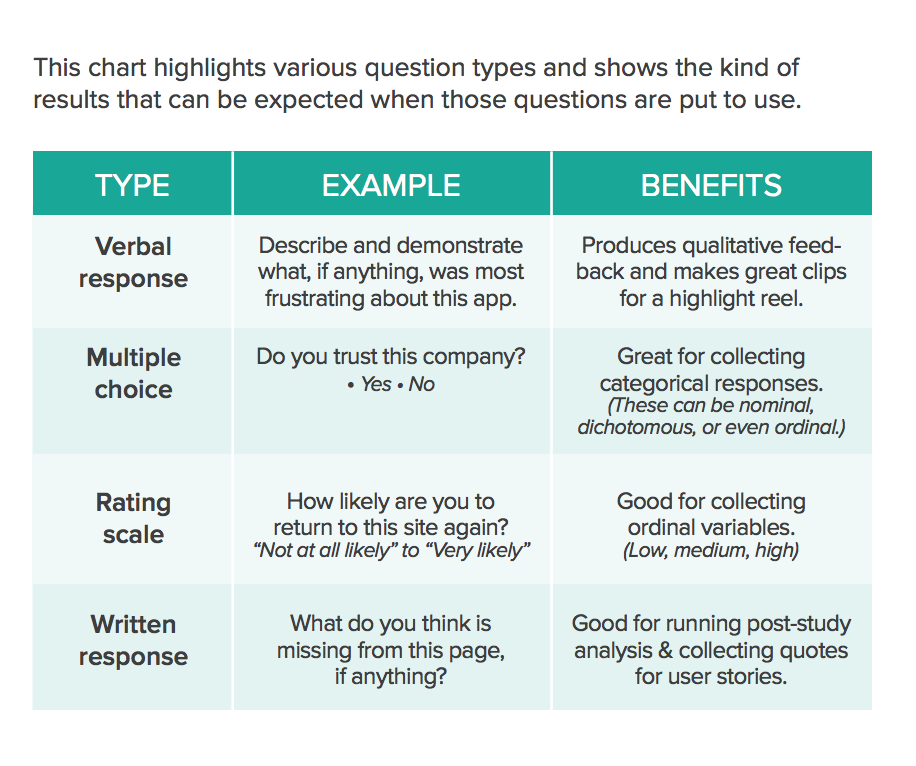 This chart highlights various question types and shows the kind of
results that can be expected when those questions are put to use.
TYPE
EXAMPLE
BENEFITS
Verbal
response
Describe and demonstrate
what, if anything, was most
frustrating about this app.
Produces qualitative feed-
back and makes great clips
for a highlight reel.
Multiple
choice
Do you trust this company?
• Yes • No
Great for collecting
categorical responses.
(These can be nominal,
dichotomous, or even ordinal.)
Rating
scale
How likely are you to
return to this site again?
“Not at all likely” to “Very likely”
Good for collecting
ordinal variables.
(Low, medium, high)
Written
response
What do you think is
missing from this page,
if anything?
Good for running post-study
analysis & collecting quotes
for user stories.